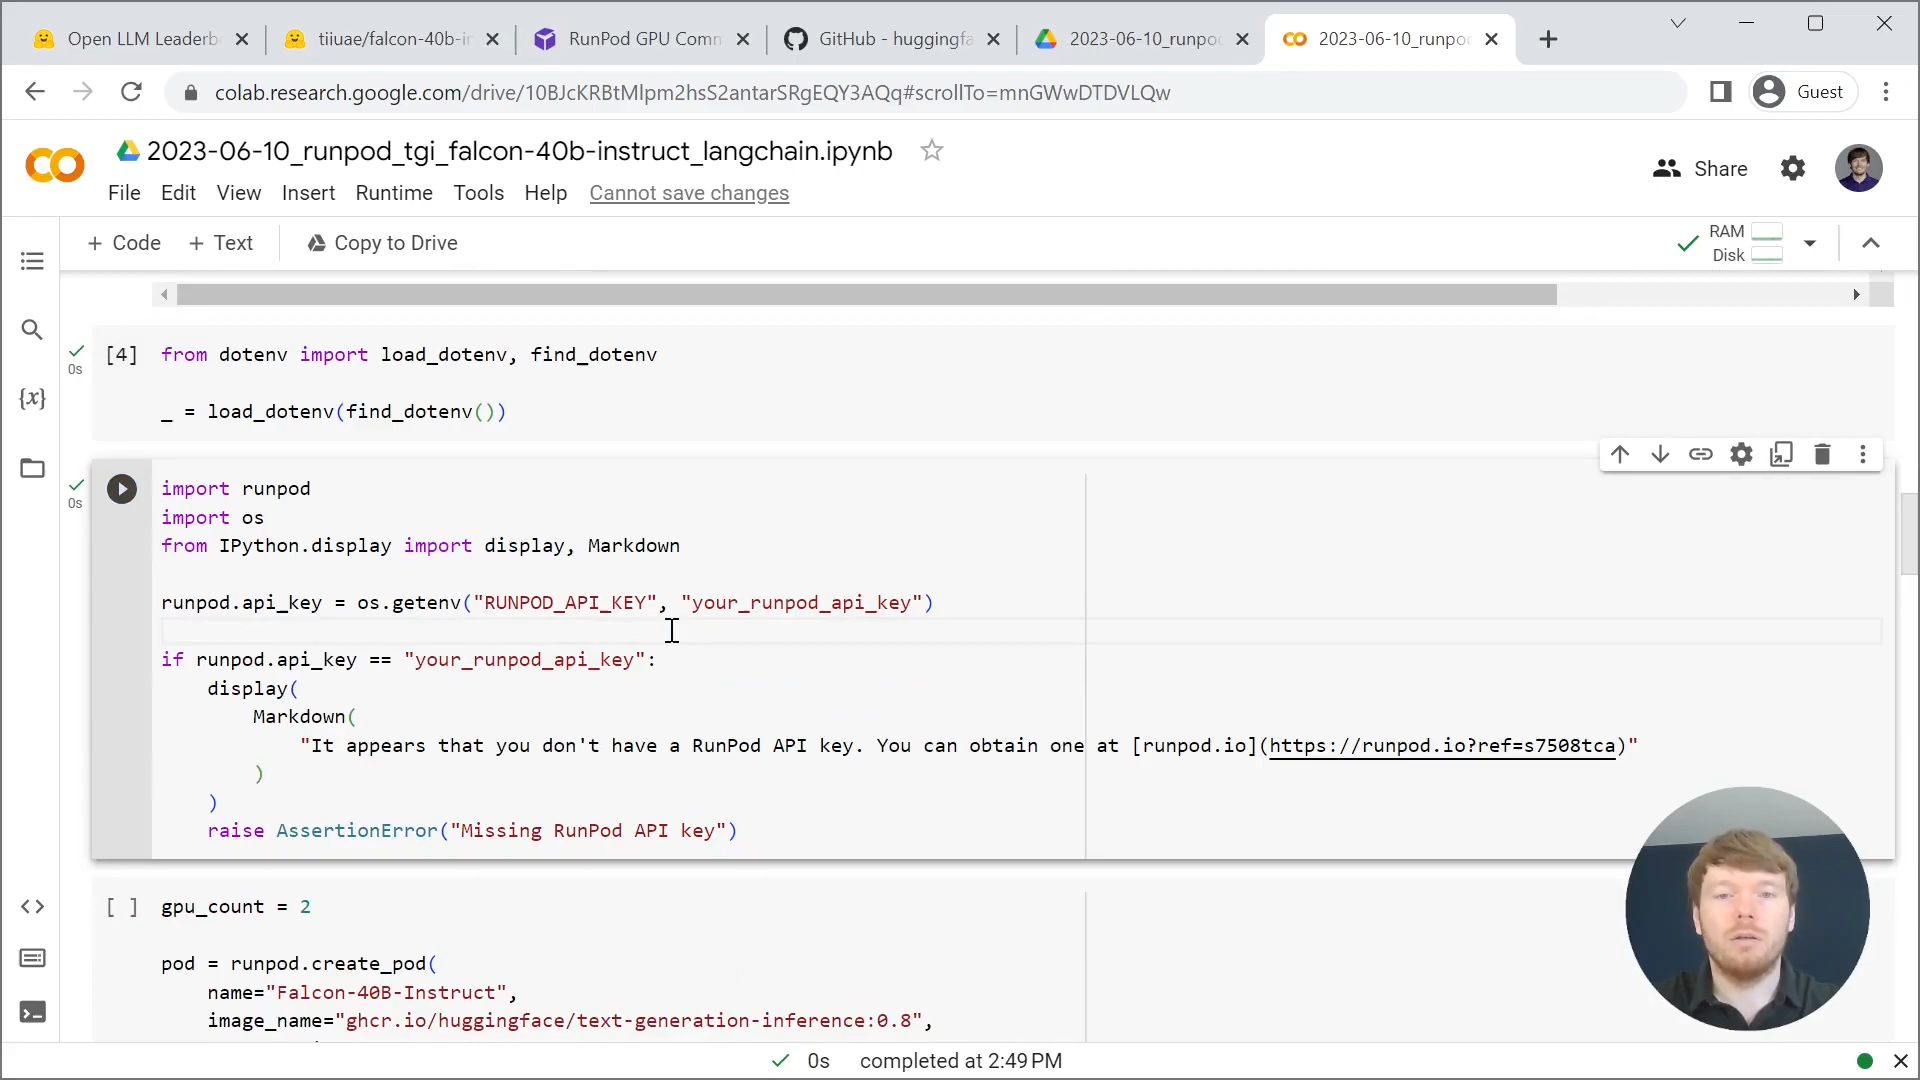 Open LLM Leaderb
tiiuae/falcon-40b-in
RunPod GPU Comm
GitHub - huggingfa
2023-06-10_runpo
2023-06-10_runpo
colab.research.google.com/drive/10BJcKRBtMlpm2hsS2antarSRgEQY3AQq#scrollTo=mnGWwDTDVLQw
Guest
2023-06-10_runpod_tgi_falcon-40b-instruct_langchain.ipynb
Share
File Edit View Insert Runtime Tools Help Cannot save changes
+ Code + Text Copy to Drive
RAM
Disk
[4] from dotenv import load_dotenv, find_dotenv
0s
_ = load_dotenv(find_dotenv())
import runpod
0s
import os
from IPython.display import display, Markdown
runpod.api_key = os.getenv("RUNPOD_API_KEY", "your_runpod_api_key")
if runpod.api_key == "your_runpod_api_key":
display(
Markdown(
"It appears that you don't have a RunPod API key. You can obtain one at [runpod.io](https://runpod.io?ref=s7508tca)"
)
)
raise AssertionError("Missing RunPod API key")
[ ] gpu_count = 2
pod = runpod.create_pod(
name="Falcon-40B-Instruct",
image_name="ghcr.io/huggingface/text-generation-inference:0.8",
0s completed at 2:49 PM